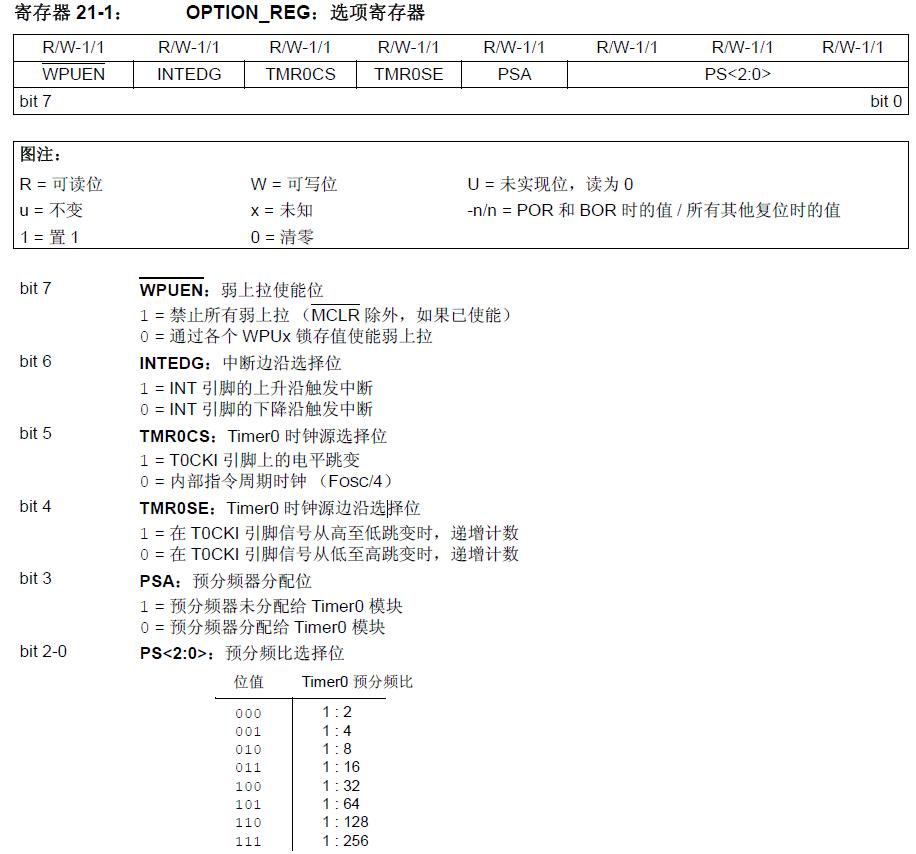 寄存器 21-1： OPTION_REG：选项寄存器
R/W-1/1 R/W-1/1 R/W-1/1 R/W-1/1 R/W-1/1 R/W-1/1 R/W-1/1 R/W-1/1
WPUEN INTEDG TMR0CS TMR0SE PSA PS<2:0>
bit 7 bit 0
图注：
R = 可读位 W = 可写位 U = 未实现位，读为 0
u = 不变 x = 未知 -n/n = POR 和 BOR 时的值 / 所有其他复位时的值
1 = 置 1 0 = 清零
bit 7 WPUEN：弱上拉使能位
1 = 禁止所有弱上拉 （MCLR 除外，如果已使能）
0 = 通过各个 WPUx 锁存值使能弱上拉
bit 6 INTEDG：中断边沿选择位
1 = INT 引脚的上升沿触发中断
0 = INT 引脚的下降沿触发中断
bit 5 TMR0CS：Timer0 时钟源选择位
1 = T0CKI 引脚上的电平跳变
0 = 内部指令周期时钟 （FOSC/4）
bit 4 TMR0SE：Timer0 时钟源边沿选择位
1 = 在 T0CKI 引脚信号从高至低跳变时，递增计数
0 = 在 T0CKI 引脚信号从低至高跳变时，递增计数
bit 3 PSA：预分频器分配位
1 = 预分频器未分配给 Timer0 模块
0 = 预分频器分配给 Timer0 模块
bit 2-0 PS<2:0>：预分频比选择位
位值 Timer0 预分频比
000 1 : 2
001 1 : 4
010 1 : 8
011 1 : 16
100 1 : 32
101 1 : 64
110 1 : 128
111 1 : 256